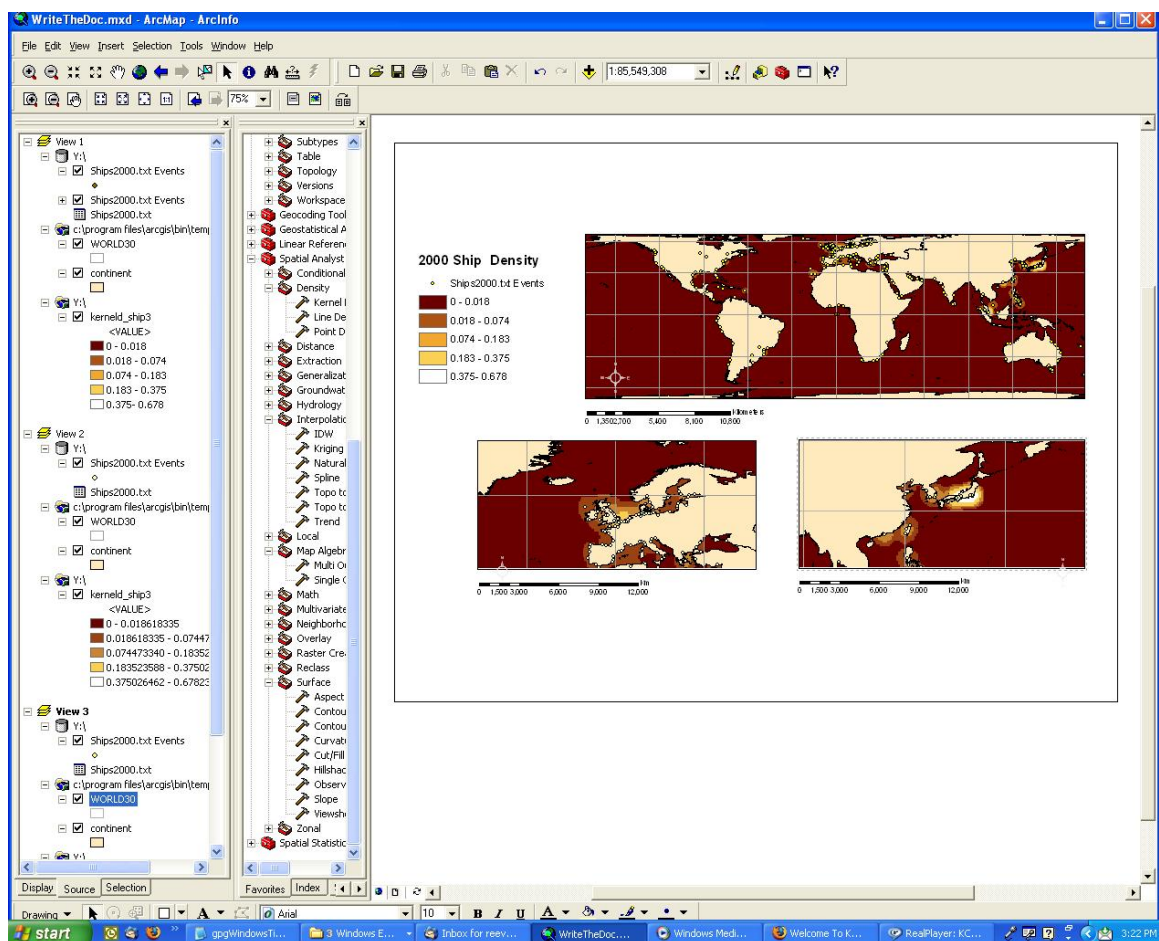 WriteTheDoc.mxd - ArcMap - ArcInfo
File Edit View Insert Selection Tools Window Help
1:85,549,308
75%
View 1
Y:\
Ships2000.txt Events
Ships2000.txt Events
Ships2000.txt
c:\program files\arcgis\bin\tem
WORLD30
continent
Y:\
kerneld_ship3
<VALUE>
0 - 0.018
0.018 - 0.074
0.074 - 0.183
0.183 - 0.375
0.375- 0.678
View 2
Y:\
Ships2000.txt Events
Ships2000.txt
c:\program files\arcgis\bin\tem
WORLD30
continent
Y:\
kerneld_ship3
<VALUE>
0 - 0.018618335
0.018618335 - 0.07447
0.074473340 - 0.18352
0.183523588 - 0.37502
0.375026462 - 0.67823
View 3
Y:\
Ships2000.txt Events
Ships2000.txt
c:\program files\arcgis\bin\tem
WORLD30
continent
Y:\
Display Source Selection
Subtypes
Table
Topology
Versions
Workspace
Geocoding Tool
Geostatistical A
Linear Referen
Spatial Analyst
Conditional
Density
Kernel
Line De
Point D
Distance
Extraction
Generalizat
Groundwat
Hydrology
Interpolatic
IDW
Kriging
Natural
Spline
Topo to
Topo to
Trend
Local
Map Algebr
Multi Ou
Single O
Math
Multivariate
Neighborho
Overlay
Raster Cre
Reclass
Surface
Aspect
Contou
Contou
Curvat
Cut/Fill
Hillshac
Observ
Slope
Viewsh
Zonal
Spatial Statistic
Favorites Index
2000 Ship Density
Ships2000.txt Events
0 - 0.018
0.018 - 0.074
0.074 - 0.183
0.183 - 0.375
0.375- 0.678
Kilometers
0 1,3502,700 5,400 8,100 10,800
Km
0 1,500 3,000 6,000 9,000 12,000
Km
0 1,500 3,000 6,000 9,000 12,000
Drawing Arial 10 B I U A
start gpgWindowsTi... 3 Windows E... Inbox for reev... WriteTheDoc.... Windows Medi... Welcome To K... RealPlayer: KC... 3:22 PM